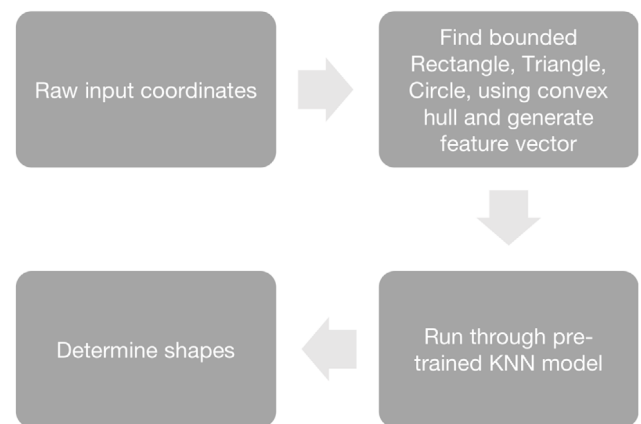 Raw input coordinates
Find bounded
Rectangle, Triangle,
Circle, using convex
hull and generate
feature vector
Run through pre-
trained KNN model
Determine shapes